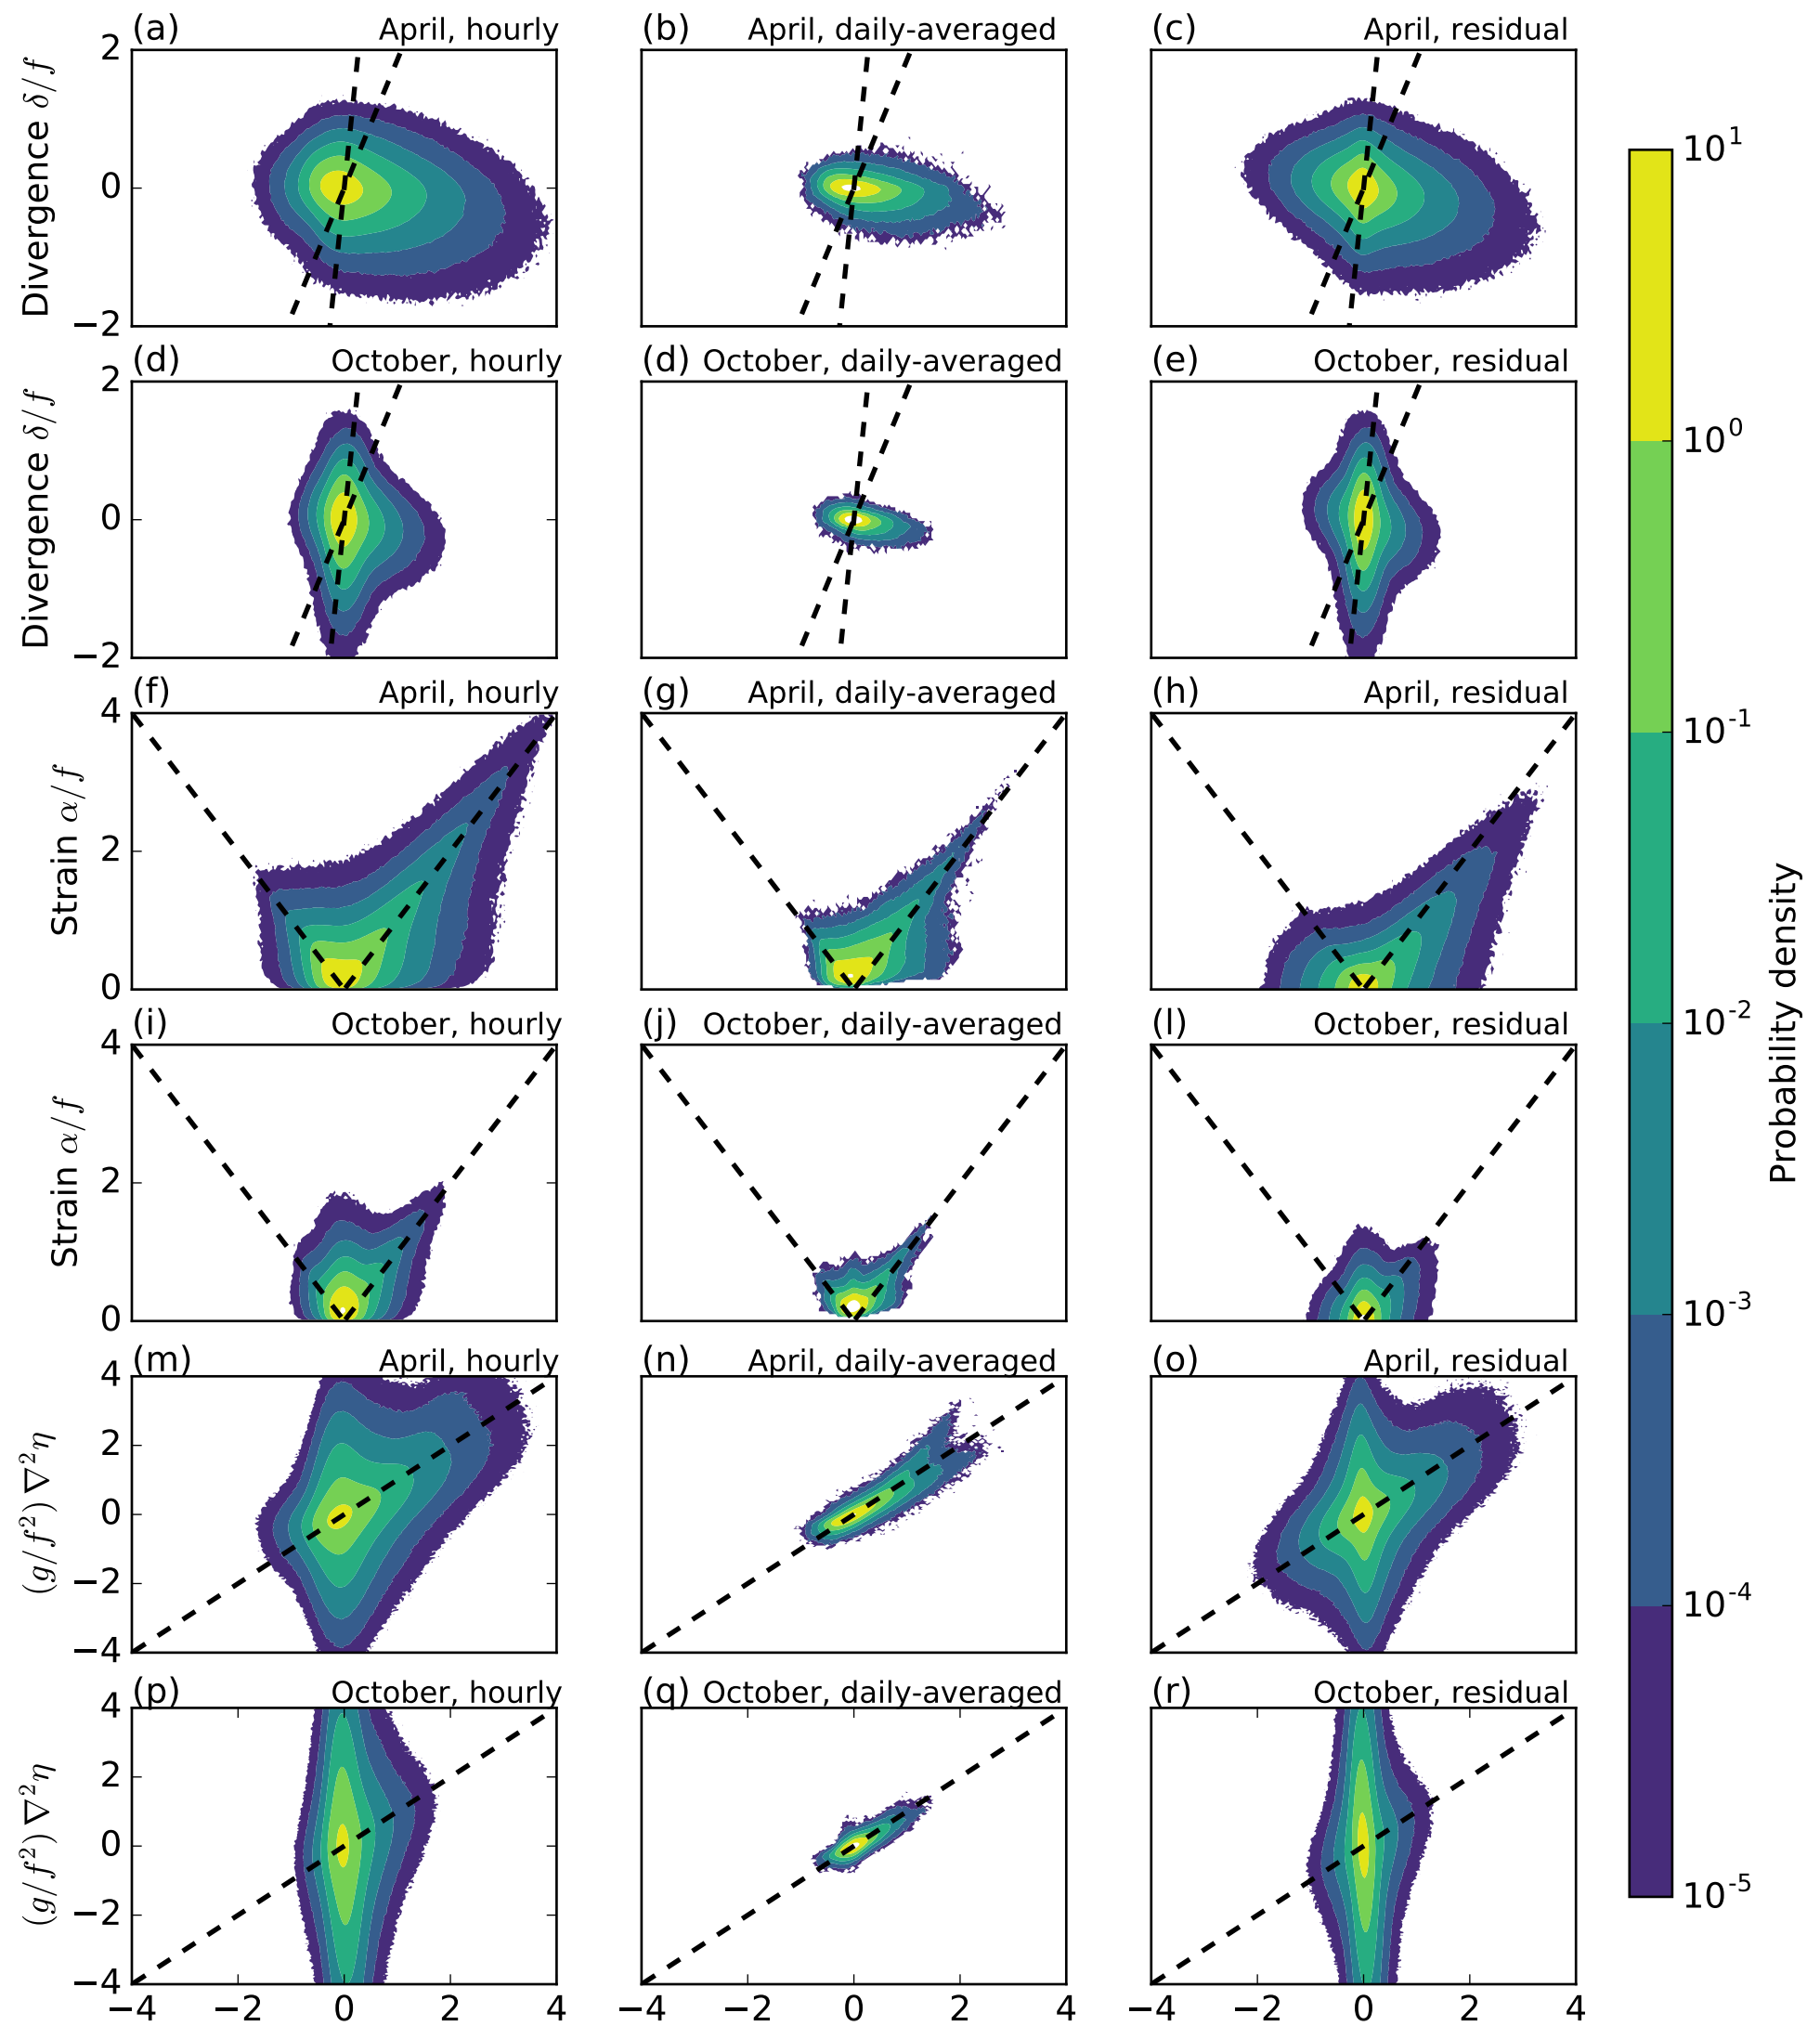 (a) April, hourly
(b) April, daily-averaged
(c) April, residual
Divergence δ/f
2
0
−2
(d) October, hourly
(d) October, daily-averaged
(e) October, residual
Divergence δ/f
2
0
−2
(f) April, hourly
(g) April, daily-averaged
(h) April, residual
Strain α/f
4
2
0
(i) October, hourly
(j) October, daily-averaged
(l) October, residual
Strain α/f
4
2
0
(m) April, hourly
(n) April, daily-averaged
(o) April, residual
(g/f²) ∇²η
4
2
0
−2
−4
(p) October, hourly
(q) October, daily-averaged
(r) October, residual
(g/f²) ∇²η
4
2
0
−2
−4
−4 −2 0 2 4
−4 −2 0 2 4
−4 −2 0 2 4
10¹
10⁰
10⁻¹
10⁻²
10⁻³
10⁻⁴
10⁻⁵
Probability density